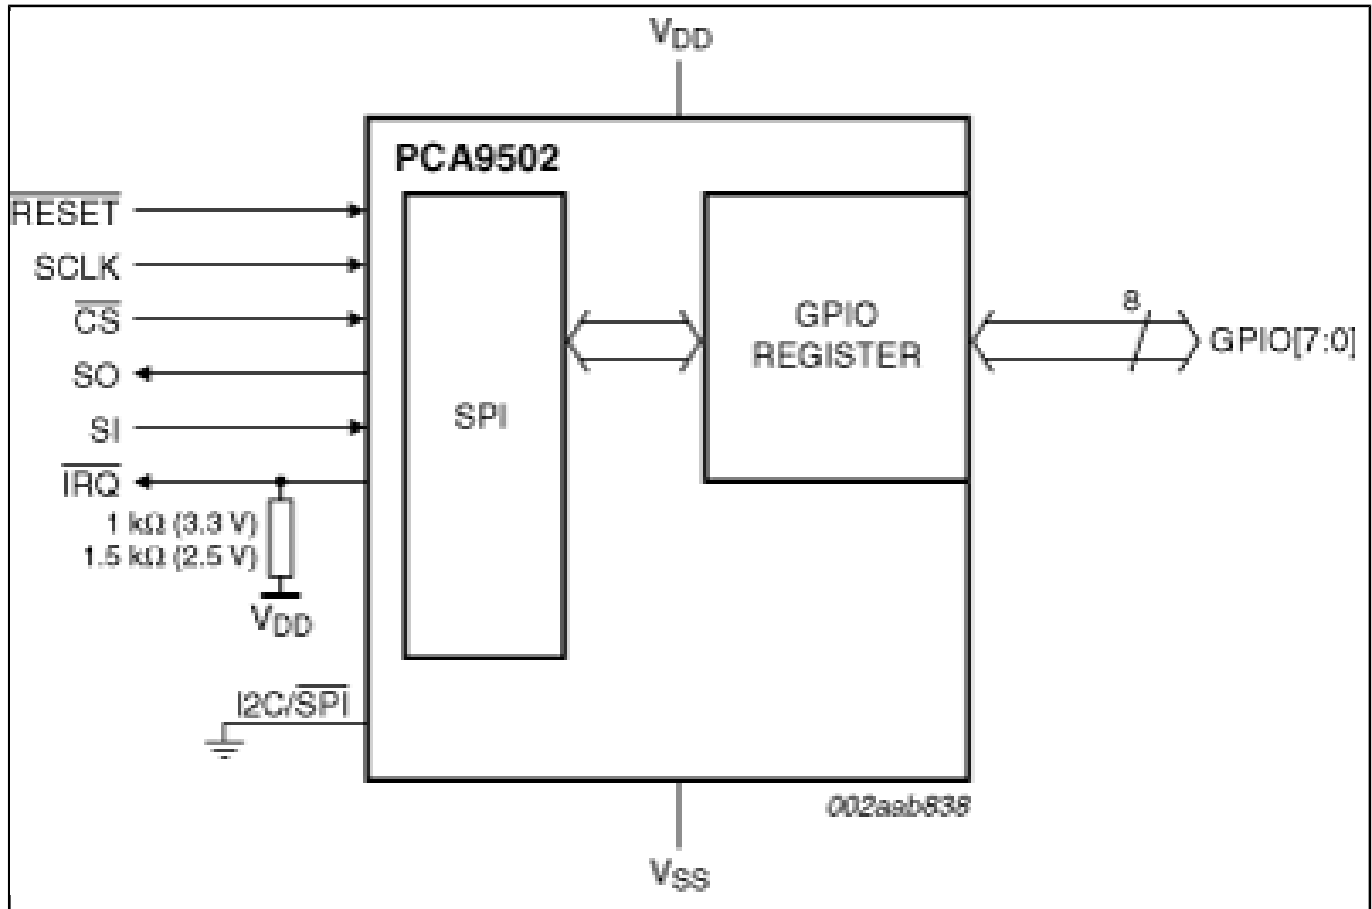 VDD
PCA9502
RESET
SCLK
CS
SO
SI
IRQ
1 kΩ (3.3 V)
1.5 kΩ (2.5 V)
VDD
I2C/SPI
SPI
GPIO
REGISTER
8
GPIO[7:0]
002aab838
VSS